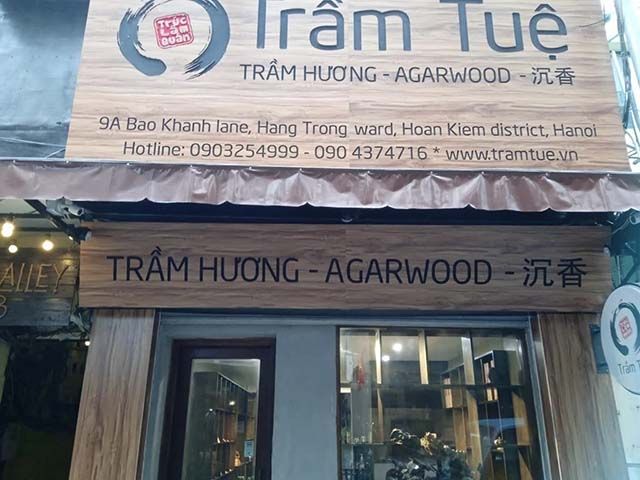 Trúc
Lâm
Quán
Trầm Tuệ
TRẦM HƯƠNG - AGARWOOD - 沉香
9A Bao Khanh lane, Hang Trong ward, Hoan Kiem district, Hanoi
Hotline: 0903254999 - 090 4374716 * www.tramtue.vn
TRẦM HƯƠNG - AGARWOOD - 沉香
ALLEY
Trầm T